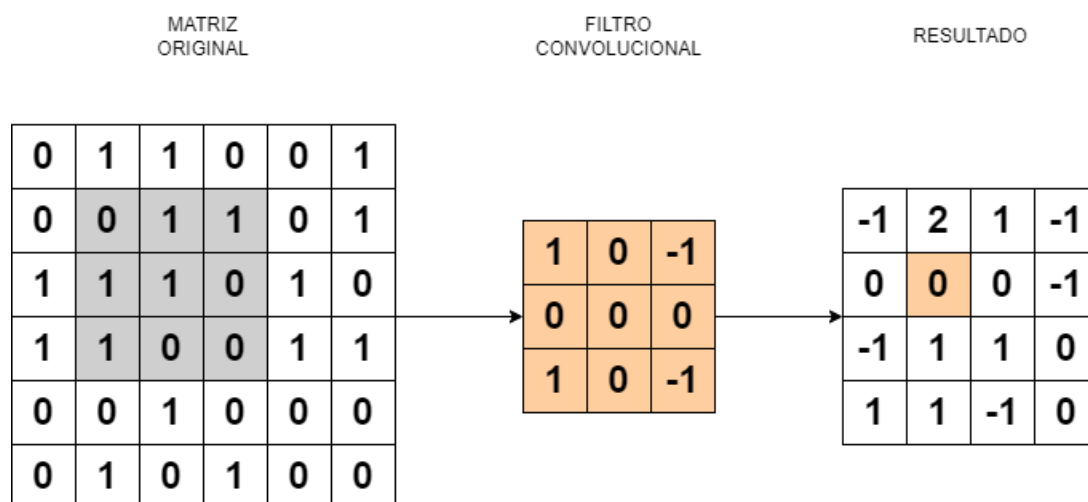 MATRIZ
ORIGINAL
FILTRO
CONVOLUCIONAL
RESULTADO
0 1 1 0 0 1
0 0 1 1 0 1
1 1 1 0 1 0
1 1 0 0 1 1
0 0 1 0 0 0
0 1 0 1 0 0
1 0 -1
0 0 0
1 0 -1
-1 2 1 -1
0 0 0 -1
-1 1 1 0
1 1 -1 0